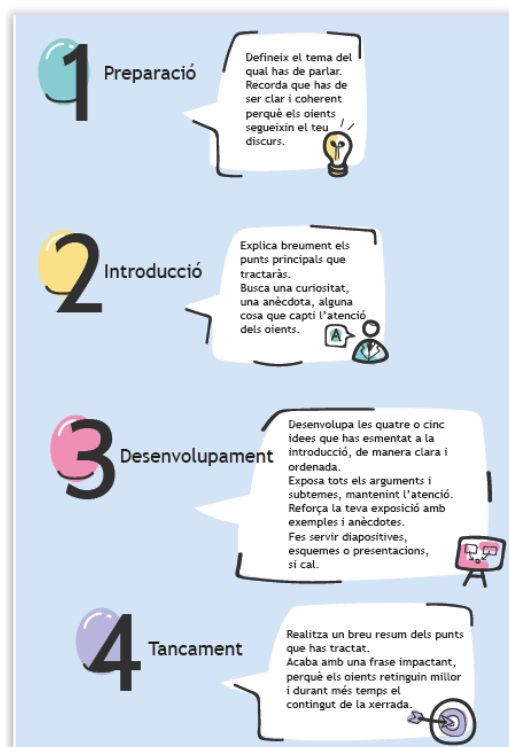 1
Preparació
Defineix el tema del
qual has de parlar.
Recorda que has de
ser clar i coherent
perquè els oients
segueixin el teu
discurs.
2
Introducció
Explica breument els
punts principals que
tractaràs.
Busca una curiositat,
una anècdota, alguna
cosa que capti l'atenció
dels oients.
A
3
Desenvolupament
Desenvolupa les quatre o cinc
idees que has esmentat a la
introducció, de manera clara i
ordenada.
Exposa tots els arguments i
subtemes, mantenint l'atenció.
Reforça la teva exposició amb
exemples i anècdotes.
Fes servir diapositives,
esquemes o presentacions,
si cal.
4
Tancament
Realitza un breu resum dels punts
que has tractat.
Acaba amb una frase impactant,
perquè els oients retinguin millor
i durant més temps el
contingut de la xerrada.